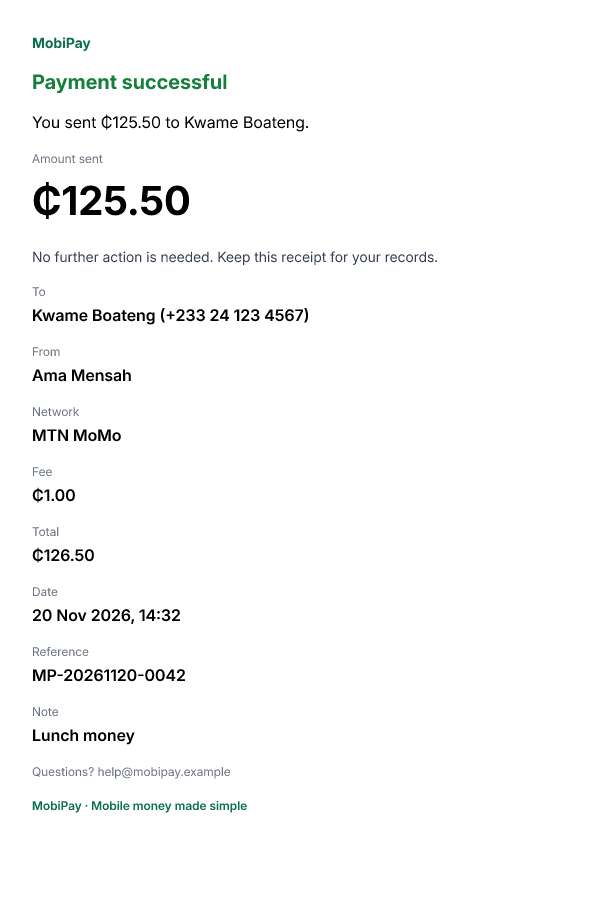 MobiPay
Payment successful
You sent ₵125.50 to Kwame Boateng.
Amount sent
₵125.50
No further action is needed. Keep this receipt for your records.
To
Kwame Boateng (+233 24 123 4567)
From
Ama Mensah
Network
MTN MoMo
Fee
₵1.00
Total
₵126.50
Date
20 Nov 2026, 14:32
Reference
MP-20261120-0042
Note
Lunch money
Questions? help@mobipay.example
MobiPay · Mobile money made simple